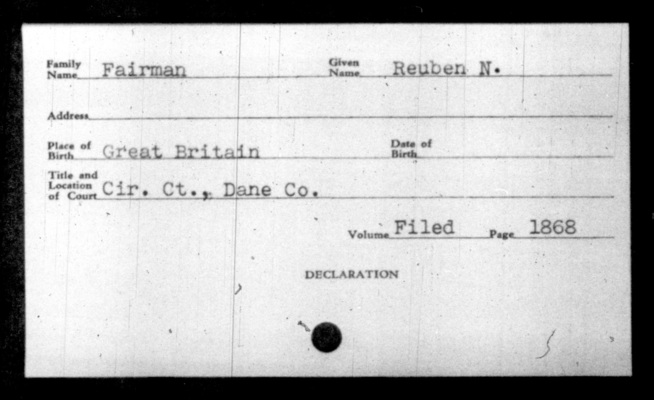 Family Name Fairman Given Name Reuben N.
Address
Place of Birth Great Britain Date of Birth
Title and Location of Court Cir. Ct., Dane Co.
Volume Filed Page 1868
DECLARATION